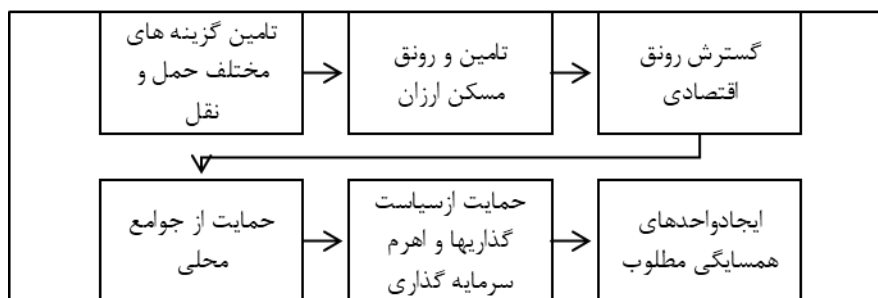 تامین گزینه های
مختلف حمل و
نقل
تامین و رونق
مسکن ارزان
گسترش رونق
اقتصادی
حمایت از جوامع
محلی
حمایت ازسیاست
گذاریها و اهرم
سرمایه گذاری
ایجادواحدهای
همسایگی مطلوب